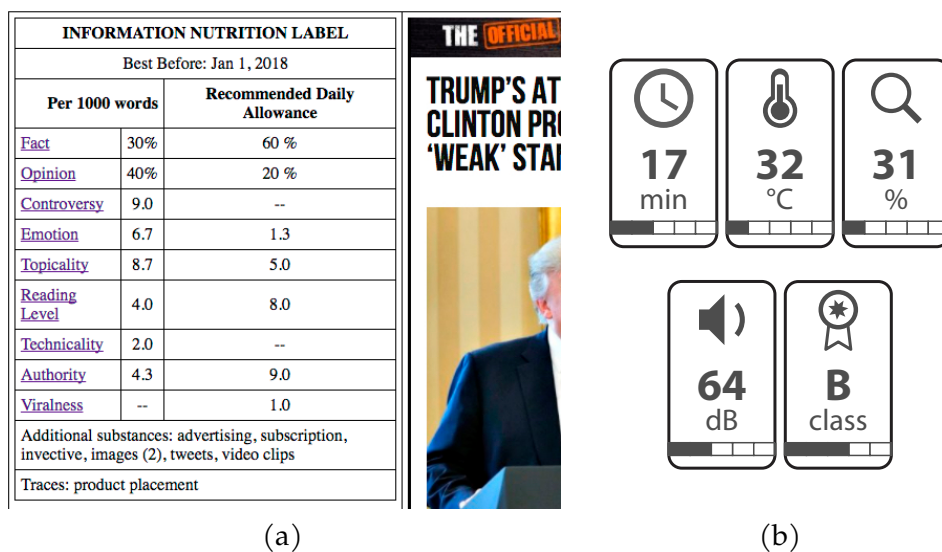 INFORMATION NUTRITION LABEL
Best Before: Jan 1, 2018
Per 1000 words
Recommended Daily
Allowance
Fact 30% 60 %
Opinion 40% 20 %
Controversy 9.0 --
Emotion 6.7 1.3
Topicality 8.7 5.0
Reading
Level 4.0 8.0
Technicality 2.0 --
Authority 4.3 9.0
Viralness -- 1.0
Additional substances: advertising, subscription,
invective, images (2), tweets, video clips
Traces: product placement
THE OFFICIAL
TRUMP'S AT
CLINTON PRO
'WEAK' STA
(a)
17
min
32
°C
31
%
64
dB
B
class
(b)